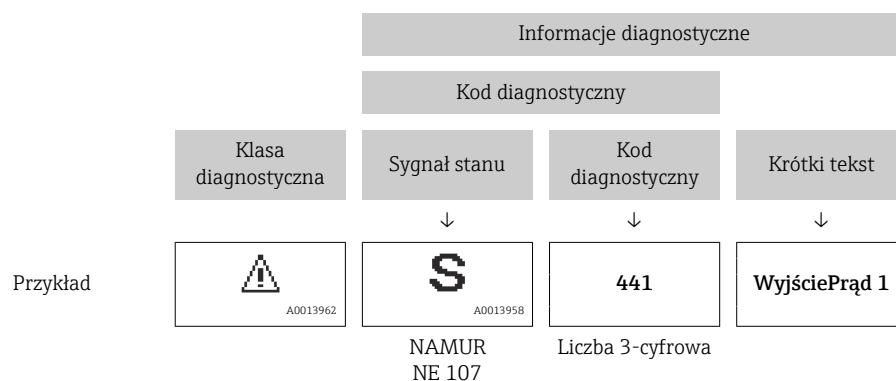 Informacje diagnostyczne
Kod diagnostyczny
Klasa
diagnostyczna
Sygnał stanu
Kod
diagnostyczny
Krótki tekst
↓ ↓ ↓
Przykład
A0013962
S
A0013958
441
WyjściePrąd 1
NAMUR
NE 107
Liczba 3-cyfrowa